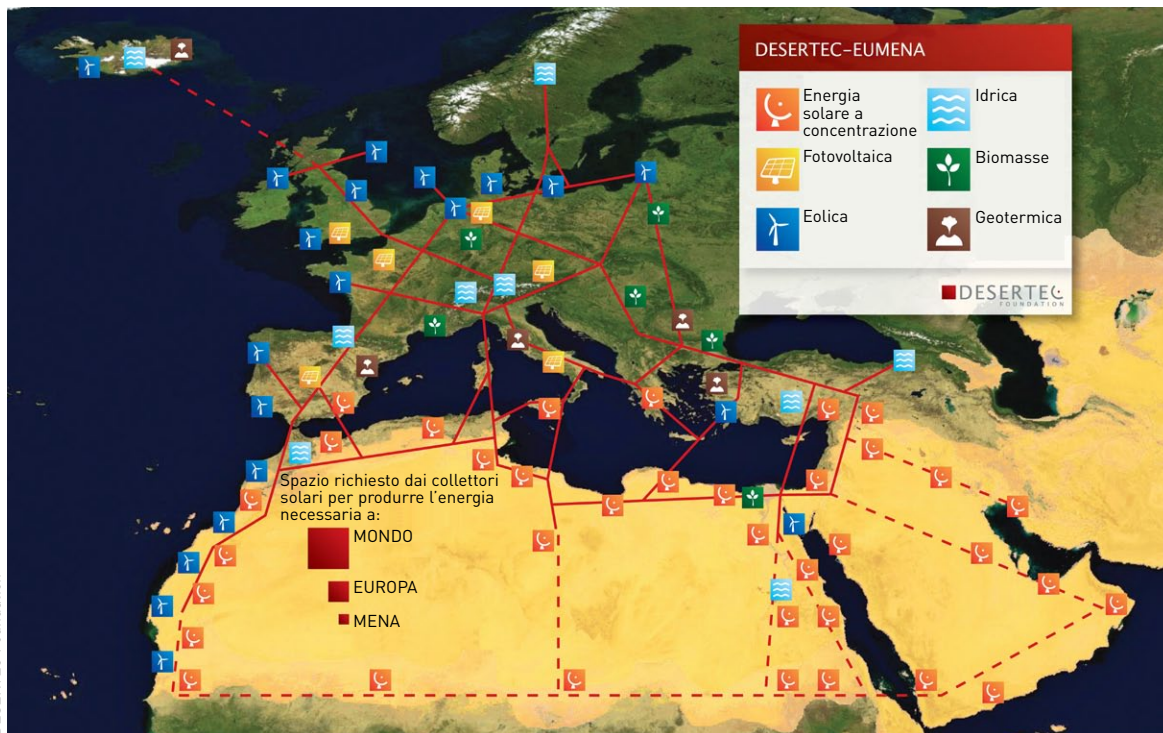 DESERTEC-EUMENA
Energia
solare a
concentrazione
Idrica
Fotovoltaica
Biomasse
Eolica
Geotermica
DESERTEC
FOUNDATION
Spazio richiesto dai collettori
solari per produrre l'energia
necessaria a:
MONDO
EUROPA
MENA